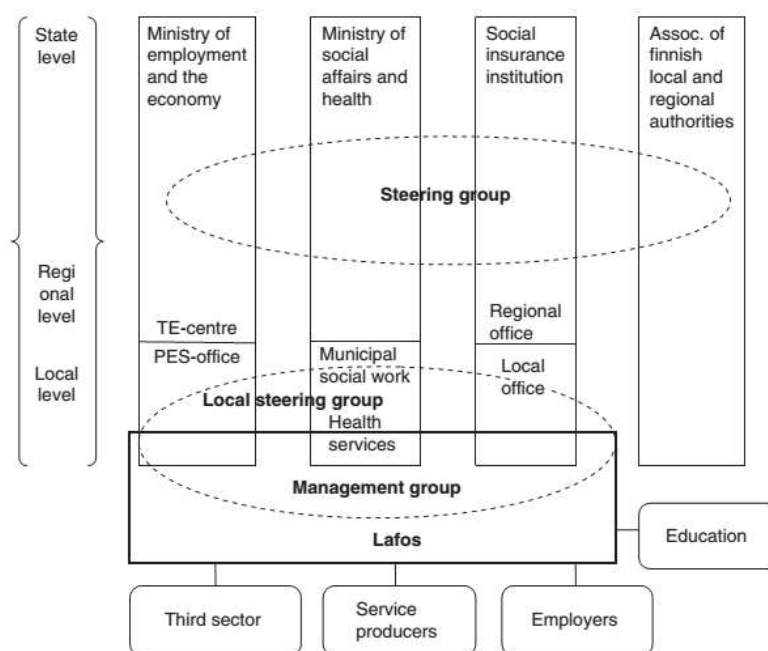 State
level
Ministry of
employment
and the
economy
Ministry of
social
affairs and
health
Social
insurance
institution
Assoc. of
finnish
local and
regional
authorities
Steering group
Regi
onal
level
TE-centre
Regional
office
Local
level
PES-office
Municipal
social work
Local
office
Local steering group
Health
services
Management group
Lafos
Education
Third sector
Service
producers
Employers